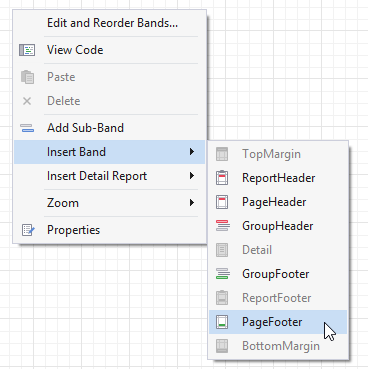 Edit and Reorder Bands...
View Code
Paste
Delete
Add Sub-Band
Insert Band
Insert Detail Report
Zoom
Properties
TopMargin
ReportHeader
PageHeader
GroupHeader
Detail
GroupFooter
ReportFooter
PageFooter
BottomMargin